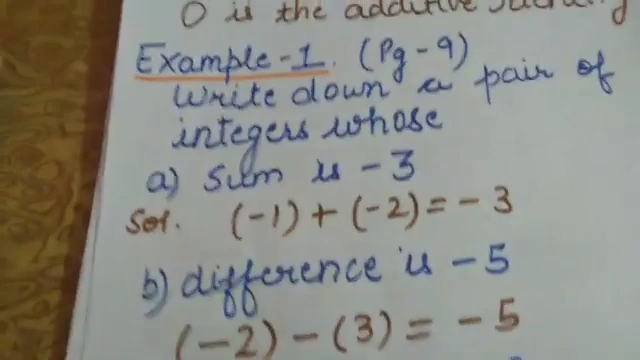 0 is the additive
Example-1. (Pg-9)
Write down a pair of
integers whose
a) Sum is -3
Sol. (-1) + (-2) = -3
b) difference is -5
(-2) - (3) = -5